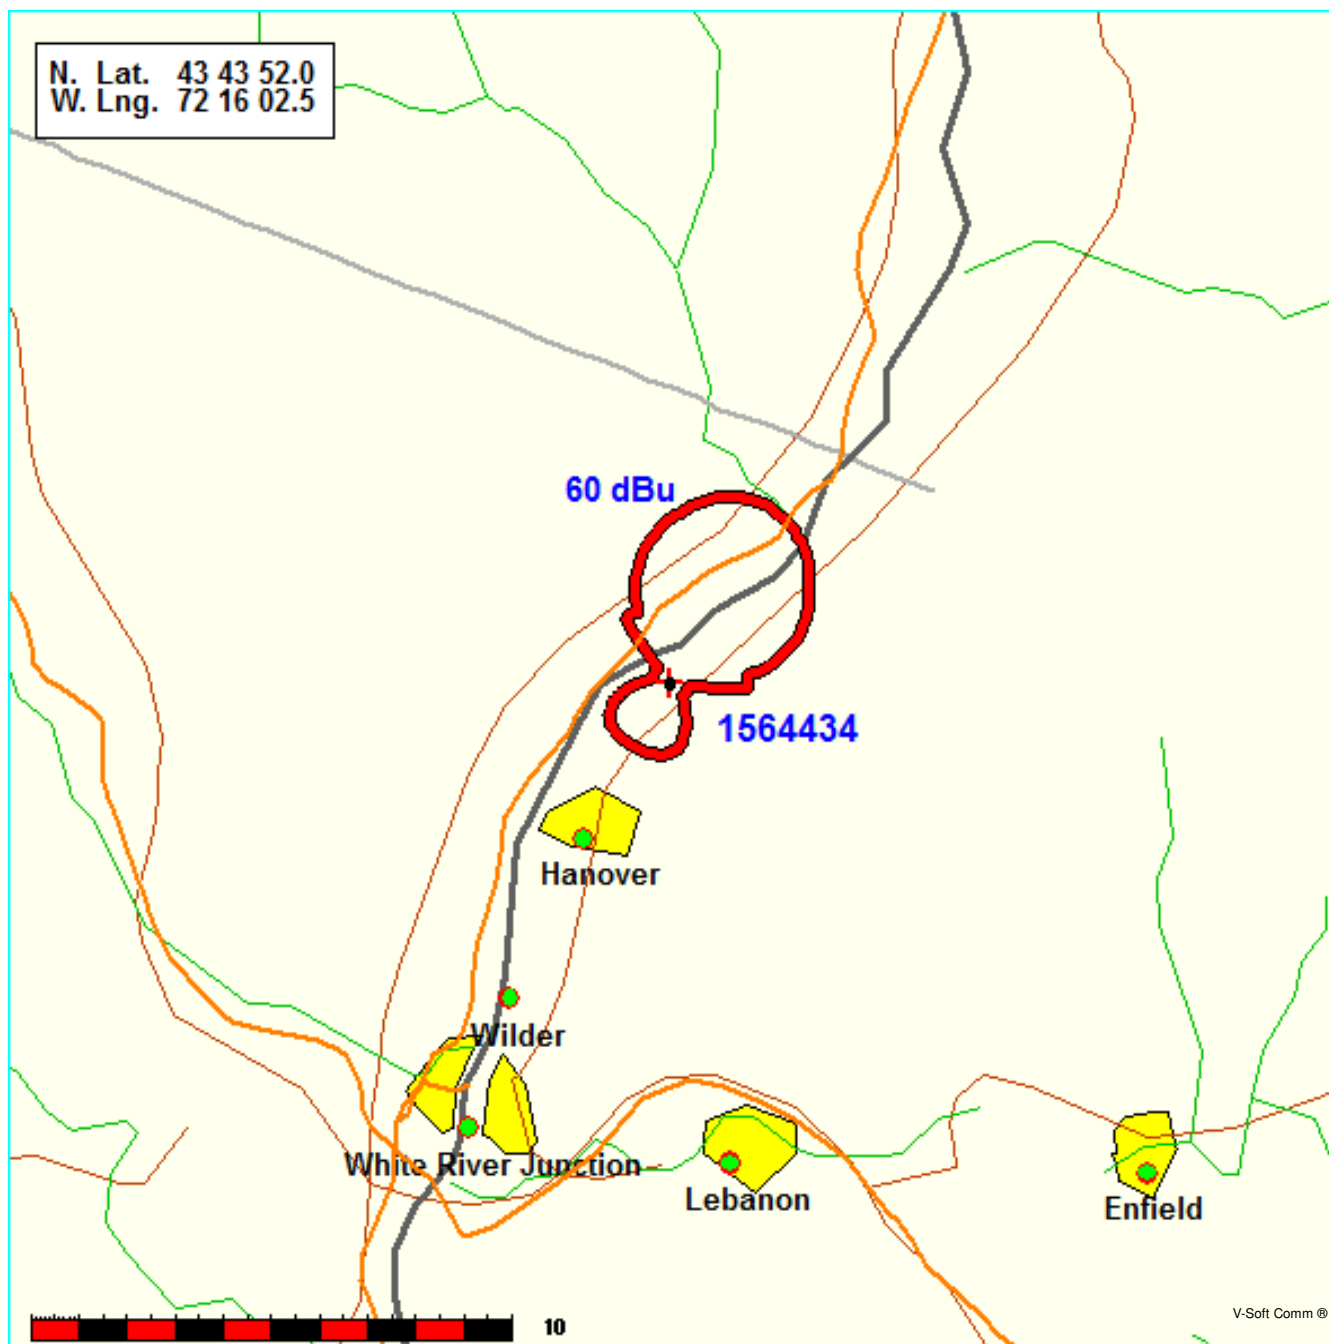 N. Lat. 43 43 52.0
W. Lng. 72 16 02.5
60 dBu
1564434
Hanover
Wilder
White River Junction
Lebanon
Enfield
10
V-Soft Comm ®